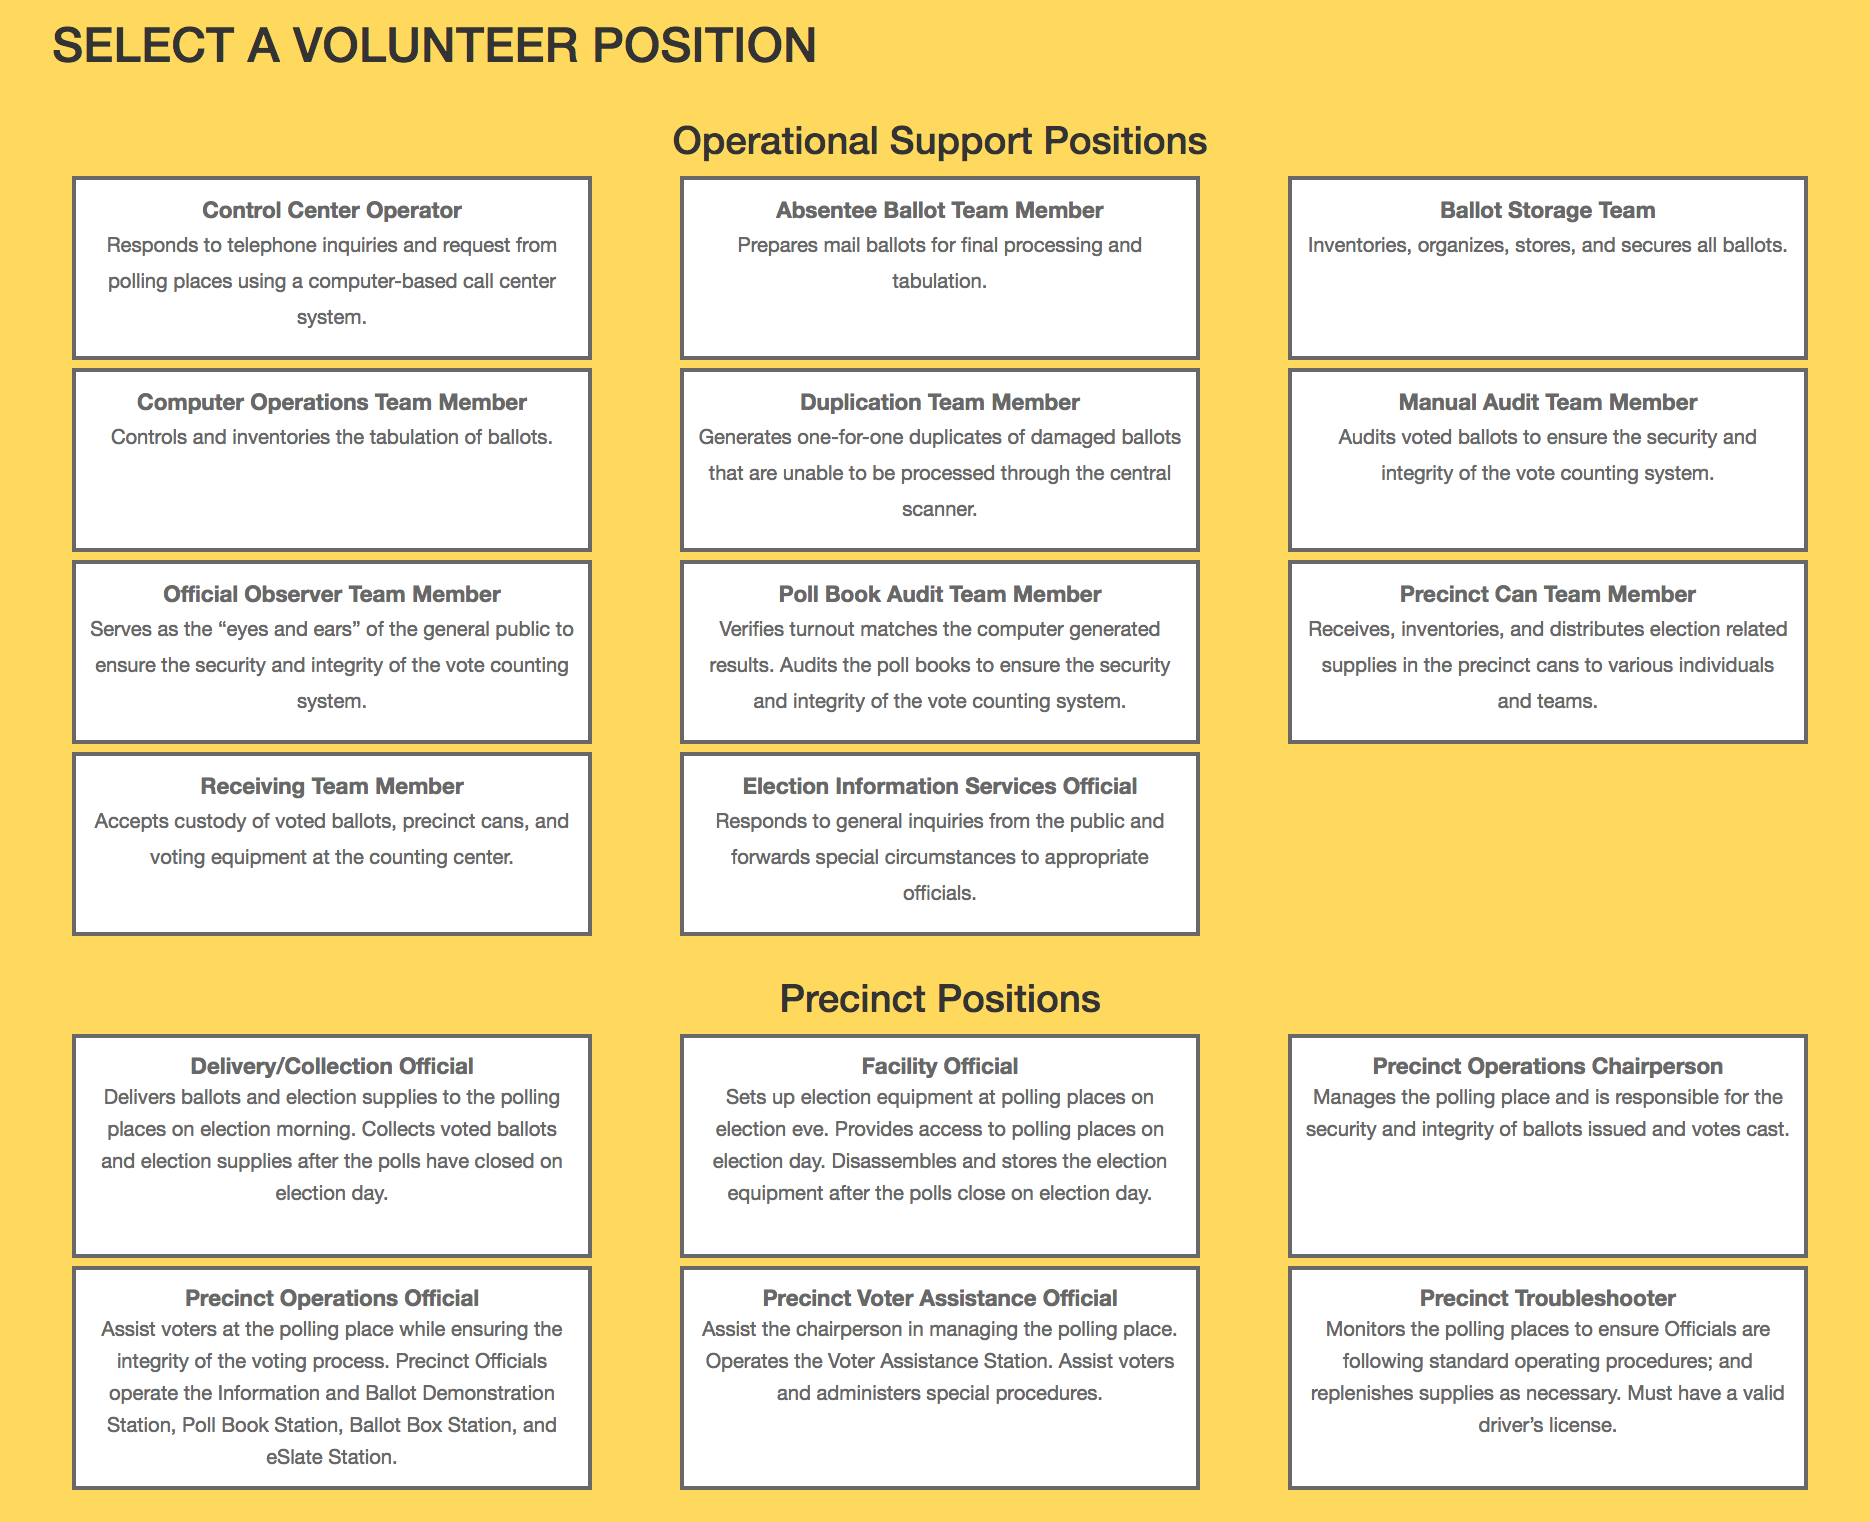 SELECT A VOLUNTEER POSITION
Operational Support Positions
Control Center Operator
Responds to telephone inquiries and request from
polling places using a computer-based call center
system.
Absentee Ballot Team Member
Prepares mail ballots for final processing and
tabulation.
Ballot Storage Team
Inventories, organizes, stores, and secures all ballots.
Computer Operations Team Member
Controls and inventories the tabulation of ballots.
Duplication Team Member
Generates one-for-one duplicates of damaged ballots
that are unable to be processed through the central
scanner.
Manual Audit Team Member
Audits voted ballots to ensure the security and
integrity of the vote counting system.
Official Observer Team Member
Serves as the “eyes and ears” of the general public to
ensure the security and integrity of the vote counting
system.
Poll Book Audit Team Member
Verifies turnout matches the computer generated
results. Audits the poll books to ensure the security
and integrity of the vote counting system.
Precinct Can Team Member
Receives, inventories, and distributes election related
supplies in the precinct cans to various individuals
and teams.
Receiving Team Member
Accepts custody of voted ballots, precinct cans, and
voting equipment at the counting center.
Election Information Services Official
Responds to general inquiries from the public and
forwards special circumstances to appropriate
officials.
Precinct Positions
Delivery/Collection Official
Delivers ballots and election supplies to the polling
places on election morning. Collects voted ballots
and election supplies after the polls have closed on
election day.
Facility Official
Sets up election equipment at polling places on
election eve. Provides access to polling places on
election day. Disassembles and stores the election
equipment after the polls close on election day.
Precinct Operations Chairperson
Manages the polling place and is responsible for the
security and integrity of ballots issued and votes cast.
Precinct Operations Official
Assist voters at the polling place while ensuring the
integrity of the voting process. Precinct Officials
operate the Information and Ballot Demonstration
Station, Poll Book Station, Ballot Box Station, and
eSlate Station.
Precinct Voter Assistance Official
Assist the chairperson in managing the polling place.
Operates the Voter Assistance Station. Assist voters
and administers special procedures.
Precinct Troubleshooter
Monitors the polling places to ensure Officials are
following standard operating procedures; and
replenishes supplies as necessary. Must have a valid
driver’s license.